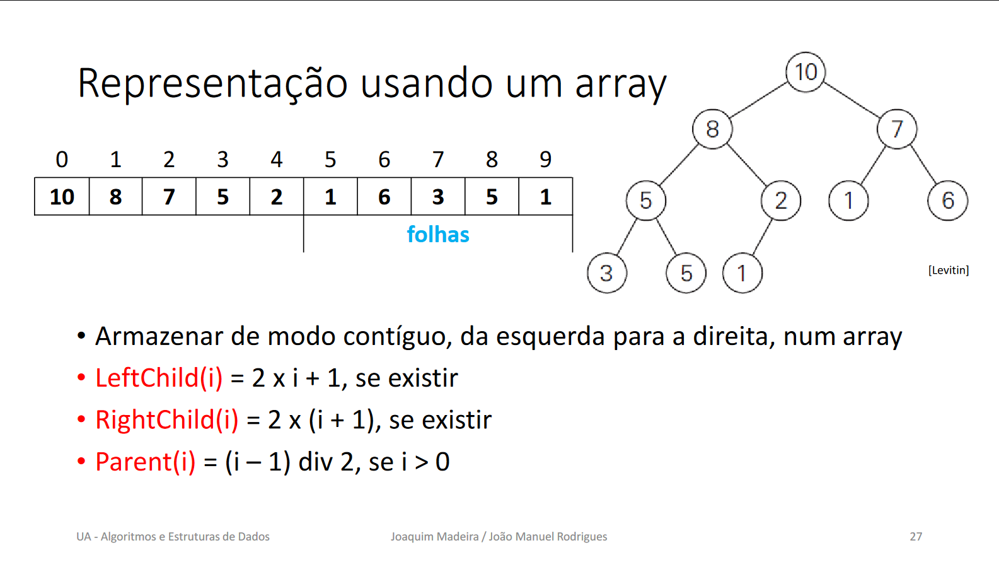 Representação usando um array
0 1 2 3 4 5 6 7 8 9
10 8 7 5 2 1 6 3 5 1
folhas
10
8 7
5 2 1 6
3 5 1
[Levitin]
• Armazenar de modo contíguo, da esquerda para a direita, num array
• LeftChild(i) = 2 x i + 1, se existir
• RightChild(i) = 2 x (i + 1), se existir
• Parent(i) = (i – 1) div 2, se i > 0
UA - Algoritmos e Estruturas de Dados
Joaquim Madeira / João Manuel Rodrigues
27